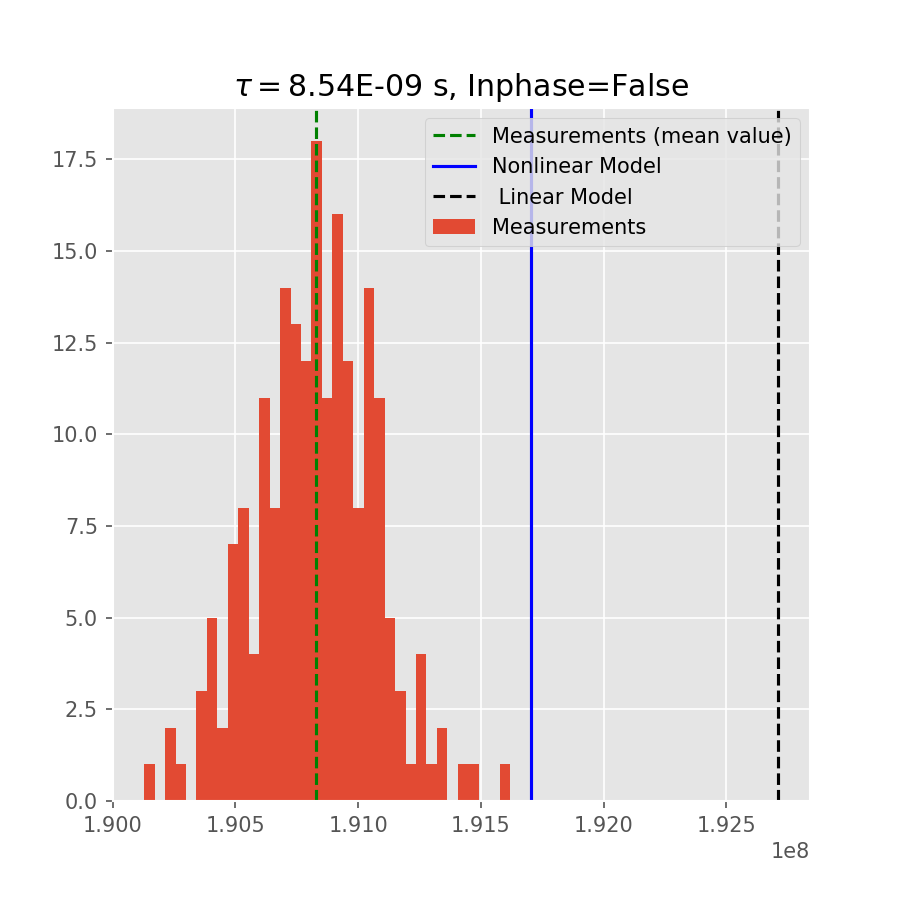 τ = 8.54E-09 s, Inphase=False
Measurements (mean value)
Nonlinear Model
Linear Model
Measurements
17.5
15.0
12.5
10.0
7.5
5.0
2.5
0.0
1.900 1.905 1.910 1.915 1.920 1.925
1e8